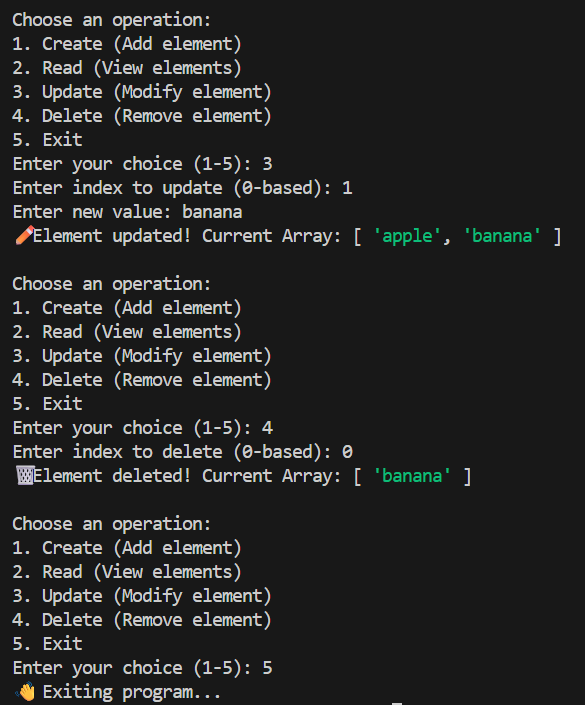 Choose an operation:
1. Create (Add element)
2. Read (View elements)
3. Update (Modify element)
4. Delete (Remove element)
5. Exit
Enter your choice (1-5): 3
Enter index to update (0-based): 1
Enter new value: banana
✏️Element updated! Current Array: [ 'apple', 'banana' ]

Choose an operation:
1. Create (Add element)
2. Read (View elements)
3. Update (Modify element)
4. Delete (Remove element)
5. Exit
Enter your choice (1-5): 4
Enter index to delete (0-based): 0
🗑️Element deleted! Current Array: [ 'banana' ]

Choose an operation:
1. Create (Add element)
2. Read (View elements)
3. Update (Modify element)
4. Delete (Remove element)
5. Exit
Enter your choice (1-5): 5
👋 Exiting program...